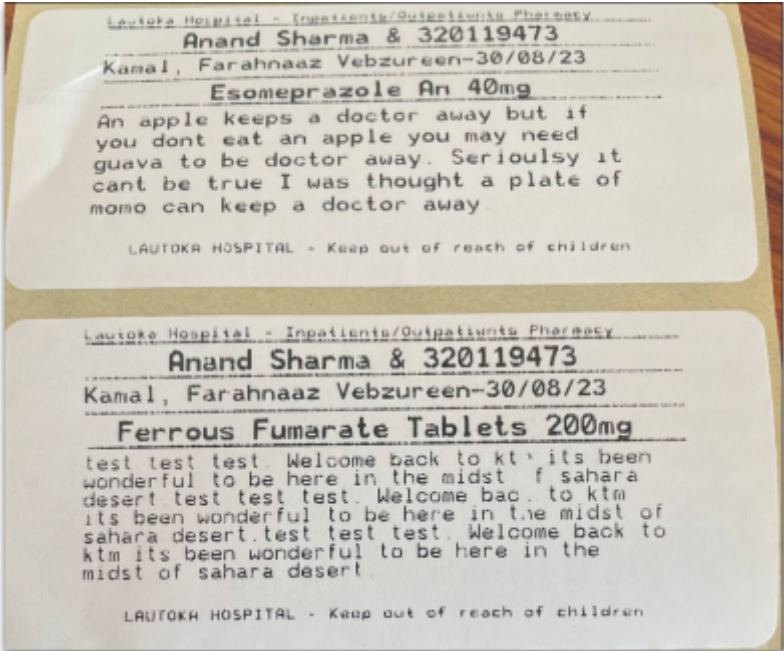 Lautoka Hospital - Inpatients/Outpatients Pharmacy
Anand Sharma & 320119473
Kamal, Farahnaaz Vebzureen-30/08/23
Esomeprazole An 40mg
An apple keeps a doctor away but if
you dont eat an apple you may need
guava to be doctor away. Serioulsy it
cant be true I was thought a plate of
momo can keep a doctor away
LAUTOKA HOSPITAL - Keep out of reach of children
Lautoka Hospital - Inpatients/Outpatients Pharmacy
Anand Sharma & 320119473
Kamal, Farahnaaz Vebzureen-30/08/23
Ferrous Fumarate Tablets 200mg
test test test. Welcome back to its been
wonderful to be here in the midst sahara
desert.test test test. Welcome to ktm
its been wonderful to be here in the midst of
sahara desert.test test test. Welcome back to
ktm its been wonderful to be here in the
midst of sahara desert
LAUTOKA HOSPITAL - Keep out of reach of children